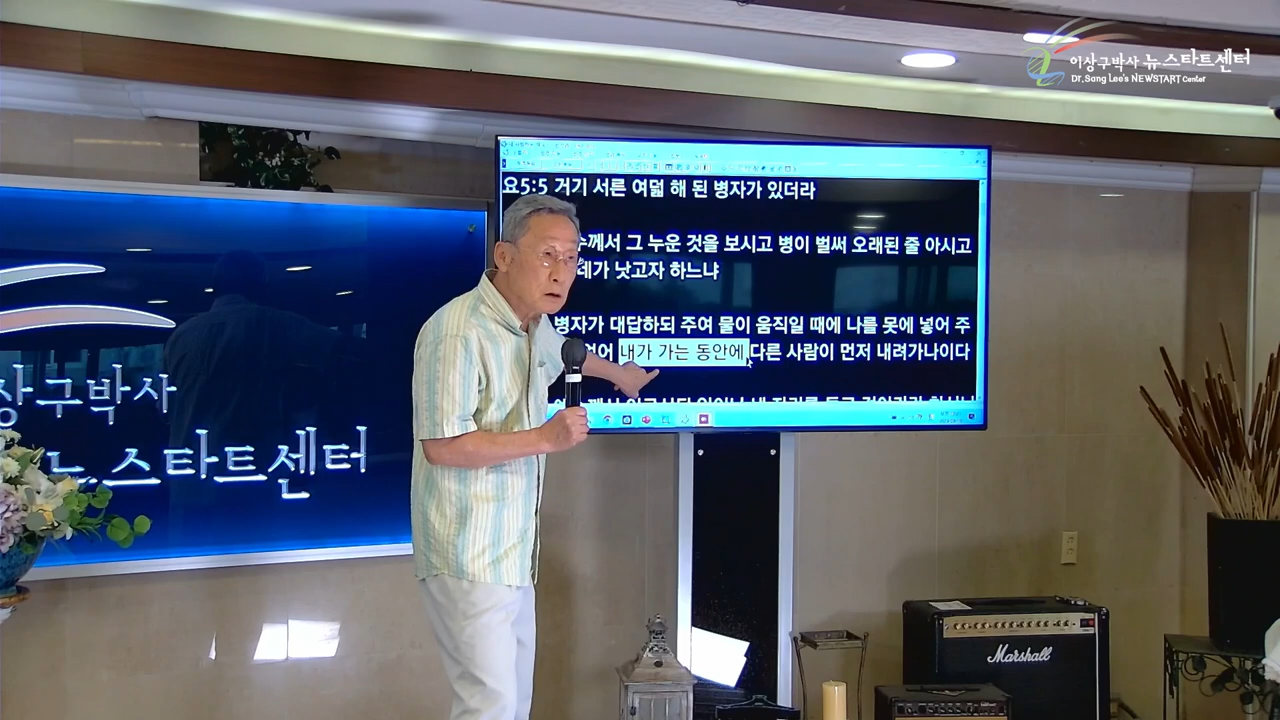 이상구박사 뉴스타트센터
Dr. Sang Lee's NEWSTART Center
요5:5 거기 서른 여덟 해 된 병자가 있더라
께서 그 누운 것을 보시고 병이 벌써 오래된 줄 아시고
네가 낫고자 하느냐
병자가 대답하되 주여 물이 움직일 때에 나를 못에 넣어 주
없어 내가 가는 동안에 다른 사람이 먼저 내려가나이다
상구박사
뉴스타트센터
Marshall